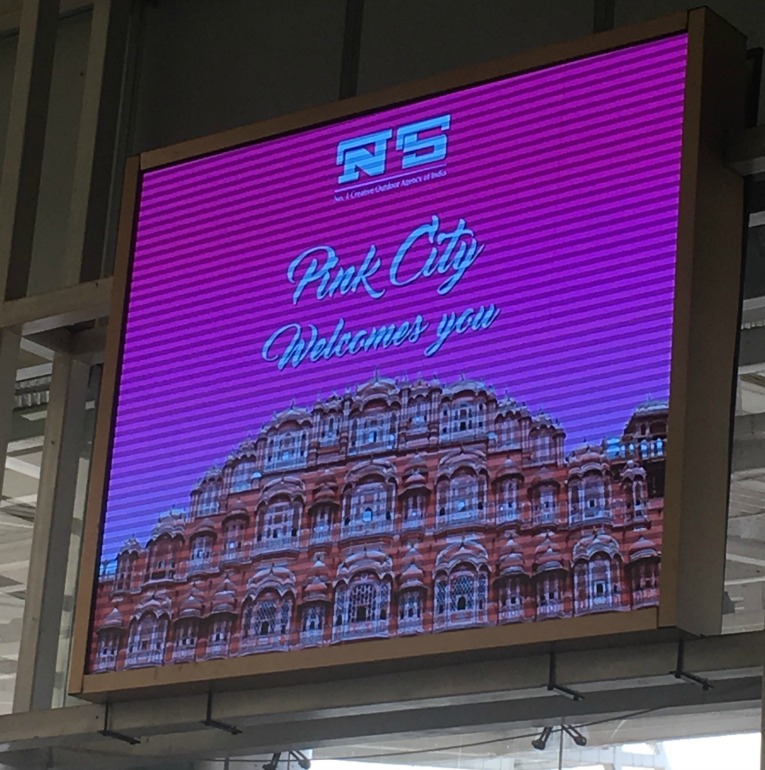 NS
No. 1 Creative Outdoor Agency of India
Pink City
Welcomes you